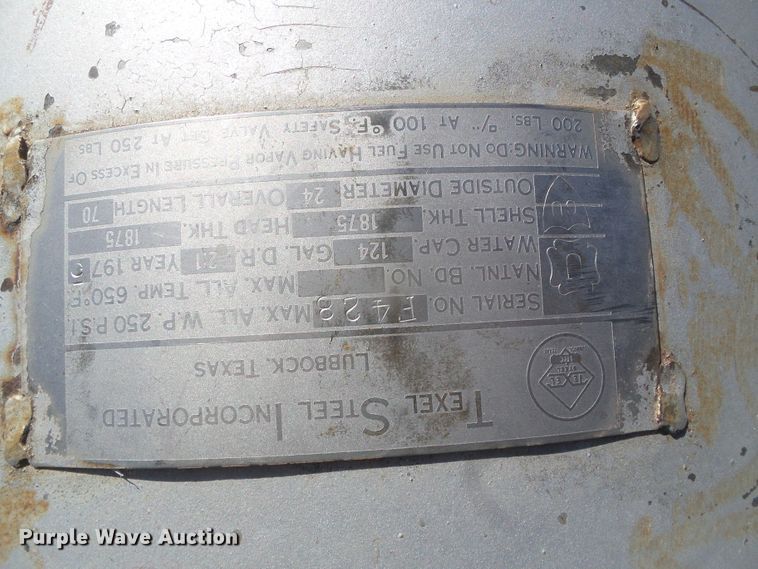 TEXEL STEEL INCORPORATED
LUBBOCK, TEXAS
SERIAL NO. F428 MAX. ALL. W.P. 250 P.S.I.
NATNL. BD. NO. MAX. ALL. TEMP. 650°F.
WATER CAP. 124 GAL. D.R. 21 YEAR 197
SHELL THK. .1875 HEAD THK. .1875
OUTSIDE DIAMETER. 24 OVERALL LENGTH 70
WARNING: DO NOT USE FUEL HAVING VAPOR PRESSURE IN EXCESS OF
200 LBS. AT 100 °F. SAFETY VALVE SET AT 250 LBS.
Purple Wave Auction